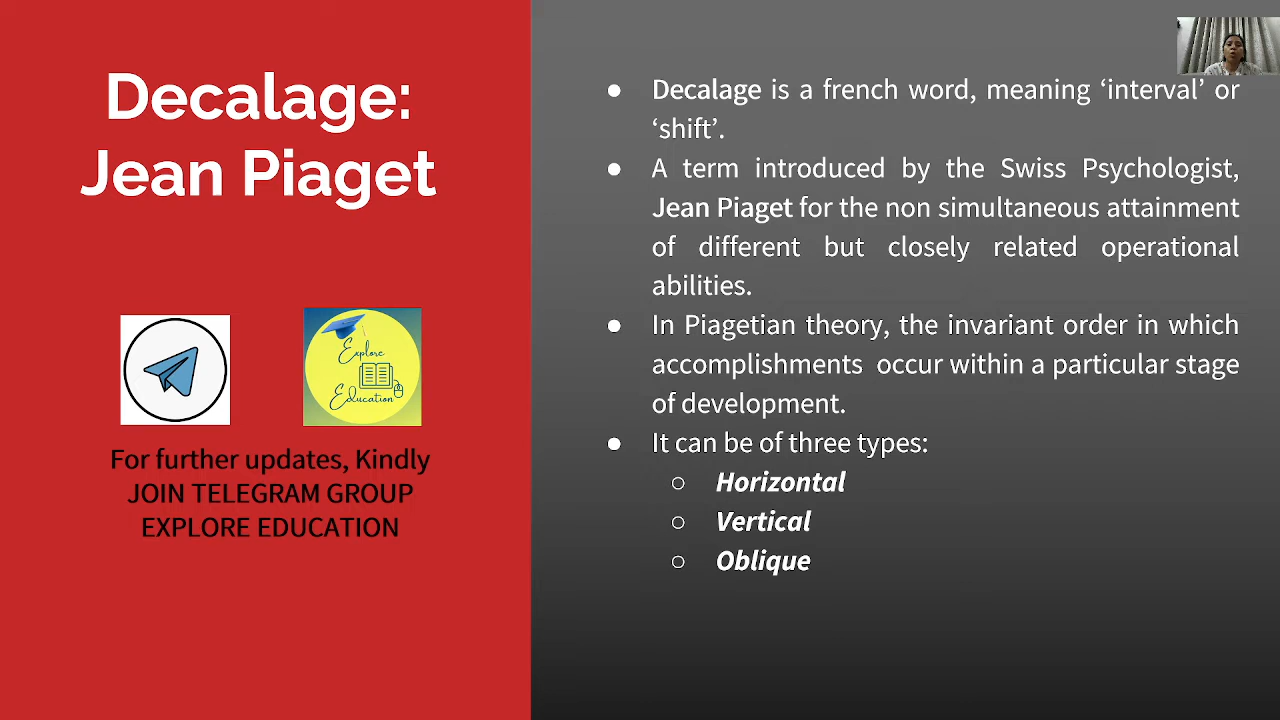 Decalage:
Jean Piaget
Explore
Education
For further updates, Kindly
JOIN TELEGRAM GROUP
EXPLORE EDUCATION
● Decalage is a french word, meaning ‘interval’ or
‘shift’.
● A term introduced by the Swiss Psychologist,
Jean Piaget for the non simultaneous attainment
of different but closely related operational
abilities.
● In Piagetian theory, the invariant order in which
accomplishments occur within a particular stage
of development.
● It can be of three types:
○ Horizontal
○ Vertical
○ Oblique